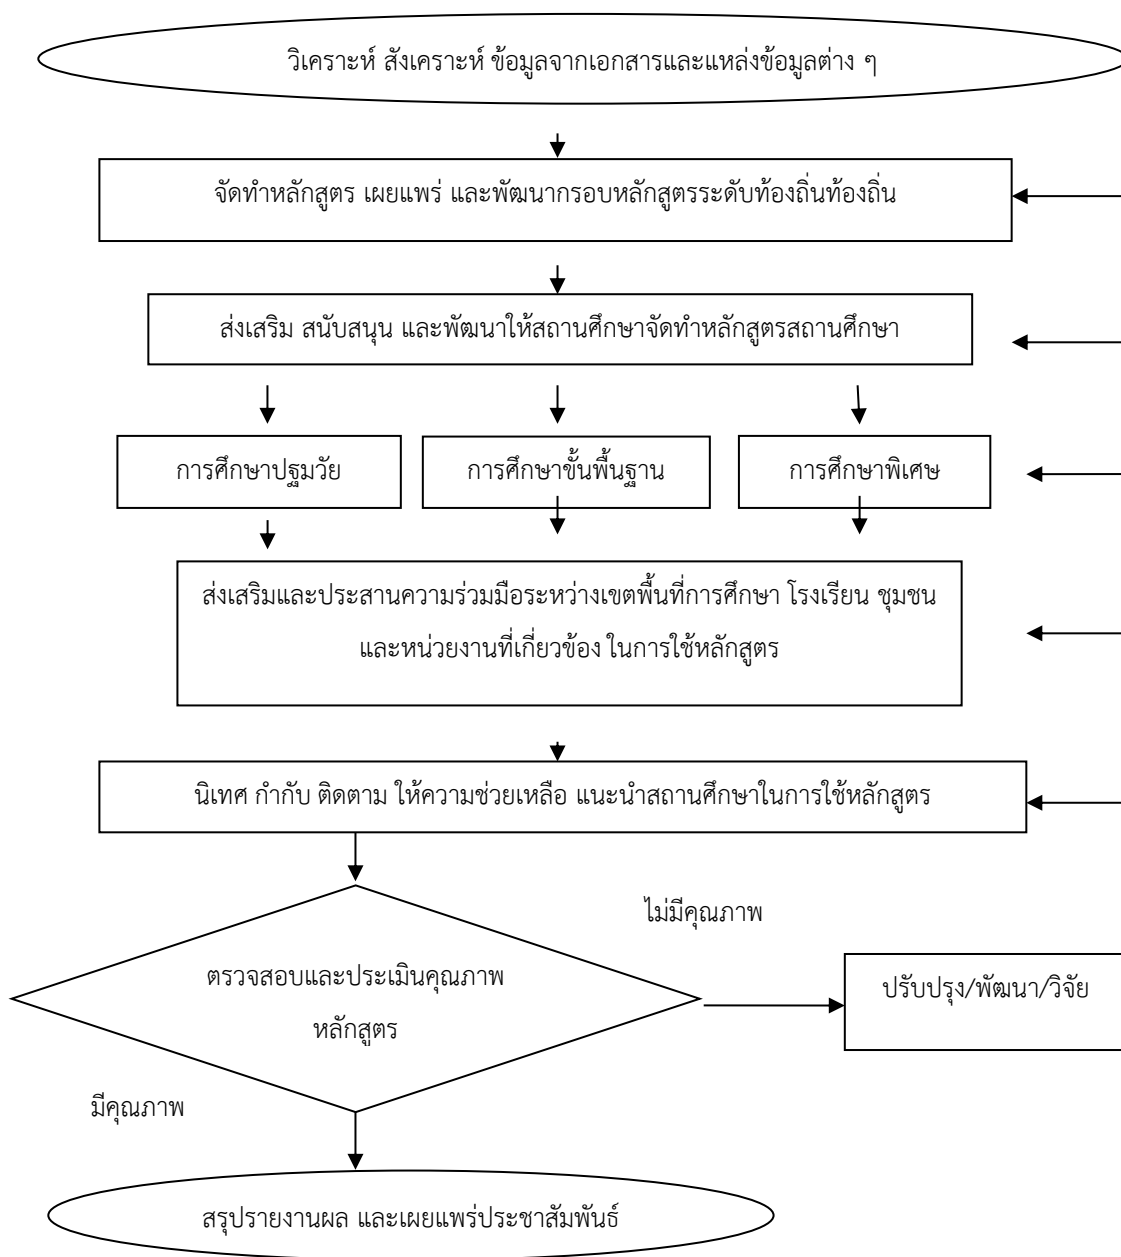 วิเคราะห์ สังเคราะห์ ข้อมูลจากเอกสารและแหล่งข้อมูลต่าง ๆ
จัดทำหลักสูตร เผยแพร่ และพัฒนากรอบหลักสูตรระดับท้องถิ่นท้องถิ่น
ส่งเสริม สนับสนุน และพัฒนาให้สถานศึกษาจัดทำหลักสูตรสถานศึกษา
การศึกษาปฐมวัย
การศึกษาขั้นพื้นฐาน
การศึกษาพิเศษ
ส่งเสริมและประสานความร่วมมือระหว่างเขตพื้นที่การศึกษา โรงเรียน ชุมชน
และหน่วยงานที่เกี่ยวข้อง ในการใช้หลักสูตร
นิเทศ กำกับ ติดตาม ให้ความช่วยเหลือ แนะนำสถานศึกษาในการใช้หลักสูตร
ไม่มีคุณภาพ
ตรวจสอบและประเมินคุณภาพ
หลักสูตร
ปรับปรุง/พัฒนา/วิจัย
มีคุณภาพ
สรุปรายงานผล และเผยแพร่ประชาสัมพันธ์